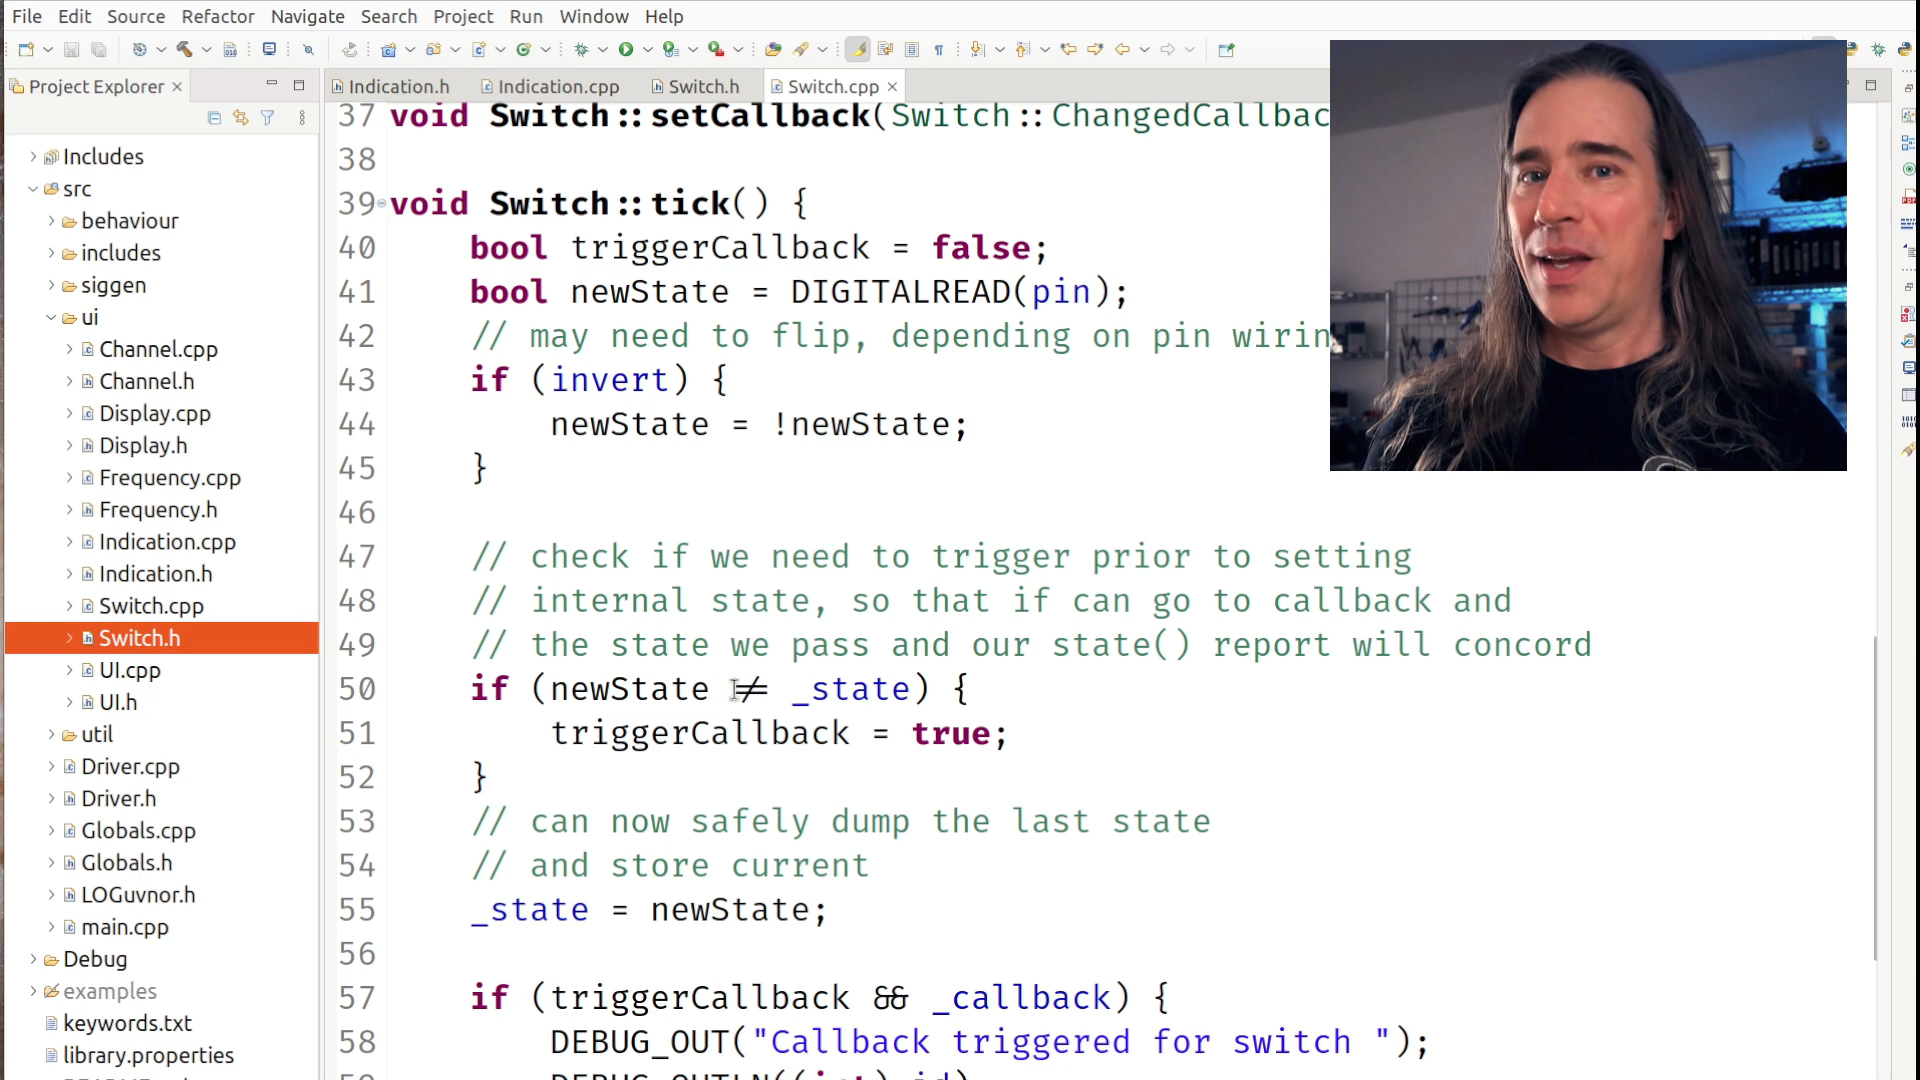 File Edit Source Refactor Navigate Search Project Run Window Help
Project Explorer
Indication.h Indication.cpp Switch.h Switch.cpp
Includes
src
behaviour
includes
siggen
ui
Channel.cpp
Channel.h
Display.cpp
Display.h
Frequency.cpp
Frequency.h
Indication.cpp
Indication.h
Switch.cpp
Switch.h
UI.cpp
UI.h
util
Driver.cpp
Driver.h
Globals.cpp
Globals.h
LOGuvnor.h
main.cpp
Debug
examples
keywords.txt
library.properties
37 void Switch::setCallback(Switch::ChangedCallbac
38
39 void Switch::tick() {
40 bool triggerCallback = false;
41 bool newState = DIGITALREAD(pin);
42 // may need to flip, depending on pin wirin
43 if (invert) {
44 newState = !newState;
45 }
46
47 // check if we need to trigger prior to setting
48 // internal state, so that if can go to callback and
49 // the state we pass and our state() report will concord
50 if (newState != _state) {
51 triggerCallback = true;
52 }
53 // can now safely dump the last state
54 // and store current
55 _state = newState;
56
57 if (triggerCallback && _callback) {
58 DEBUG_OUT("Callback triggered for switch ");